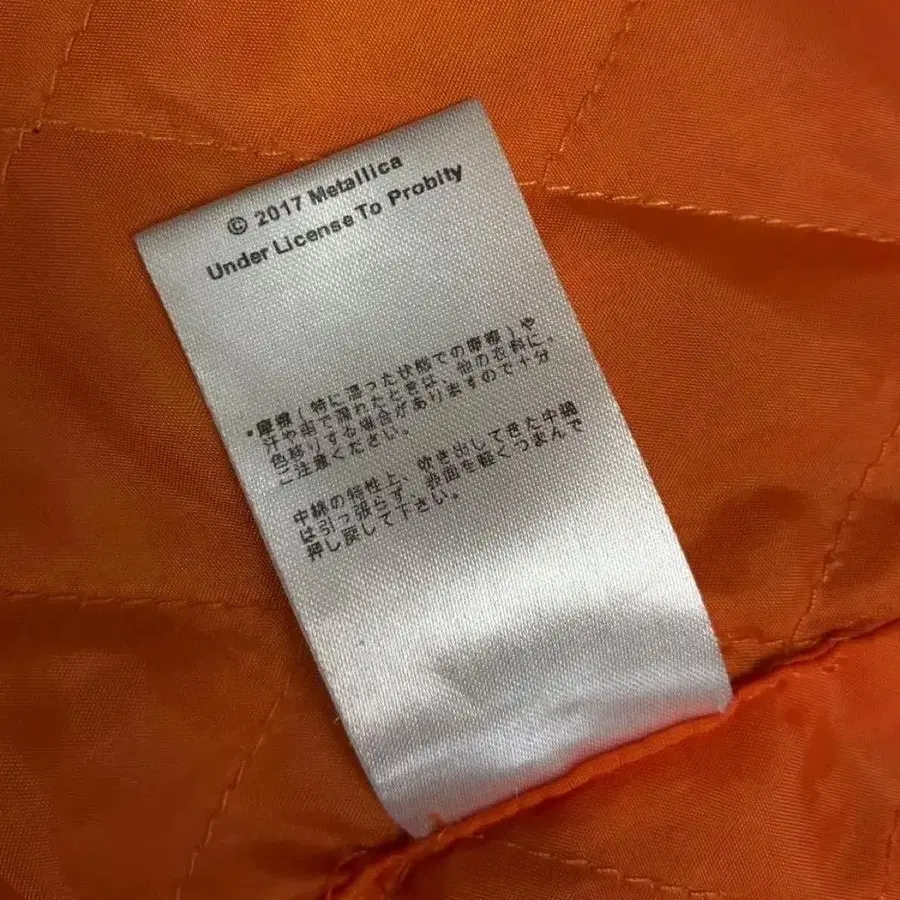 © 2017 Metallica
Under License To Probity
・摩擦(特に湿った状態での摩擦)や
汗や雨で濡れたときは、他の衣料に
色移りする場合がありますので十分
ご注意ください。
中綿の特性上、吹き出してきた中綿
は引っ張らず、表面を軽くつまんで
押し戻して下さい。